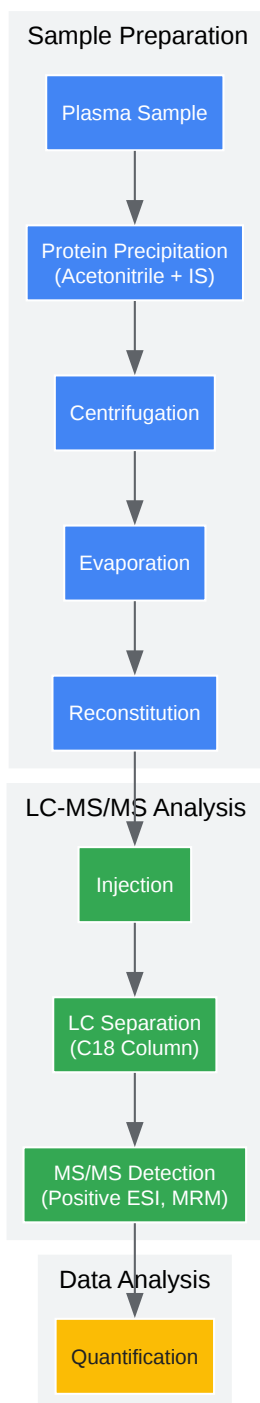 Sample Preparation
Plasma Sample
Protein Precipitation
(Acetonitrile + IS)
Centrifugation
Evaporation
Reconstitution
LC-MS/MS Analysis
Injection
LC Separation
(C18 Column)
MS/MS Detection
(Positive ESI, MRM)
Data Analysis
Quantification